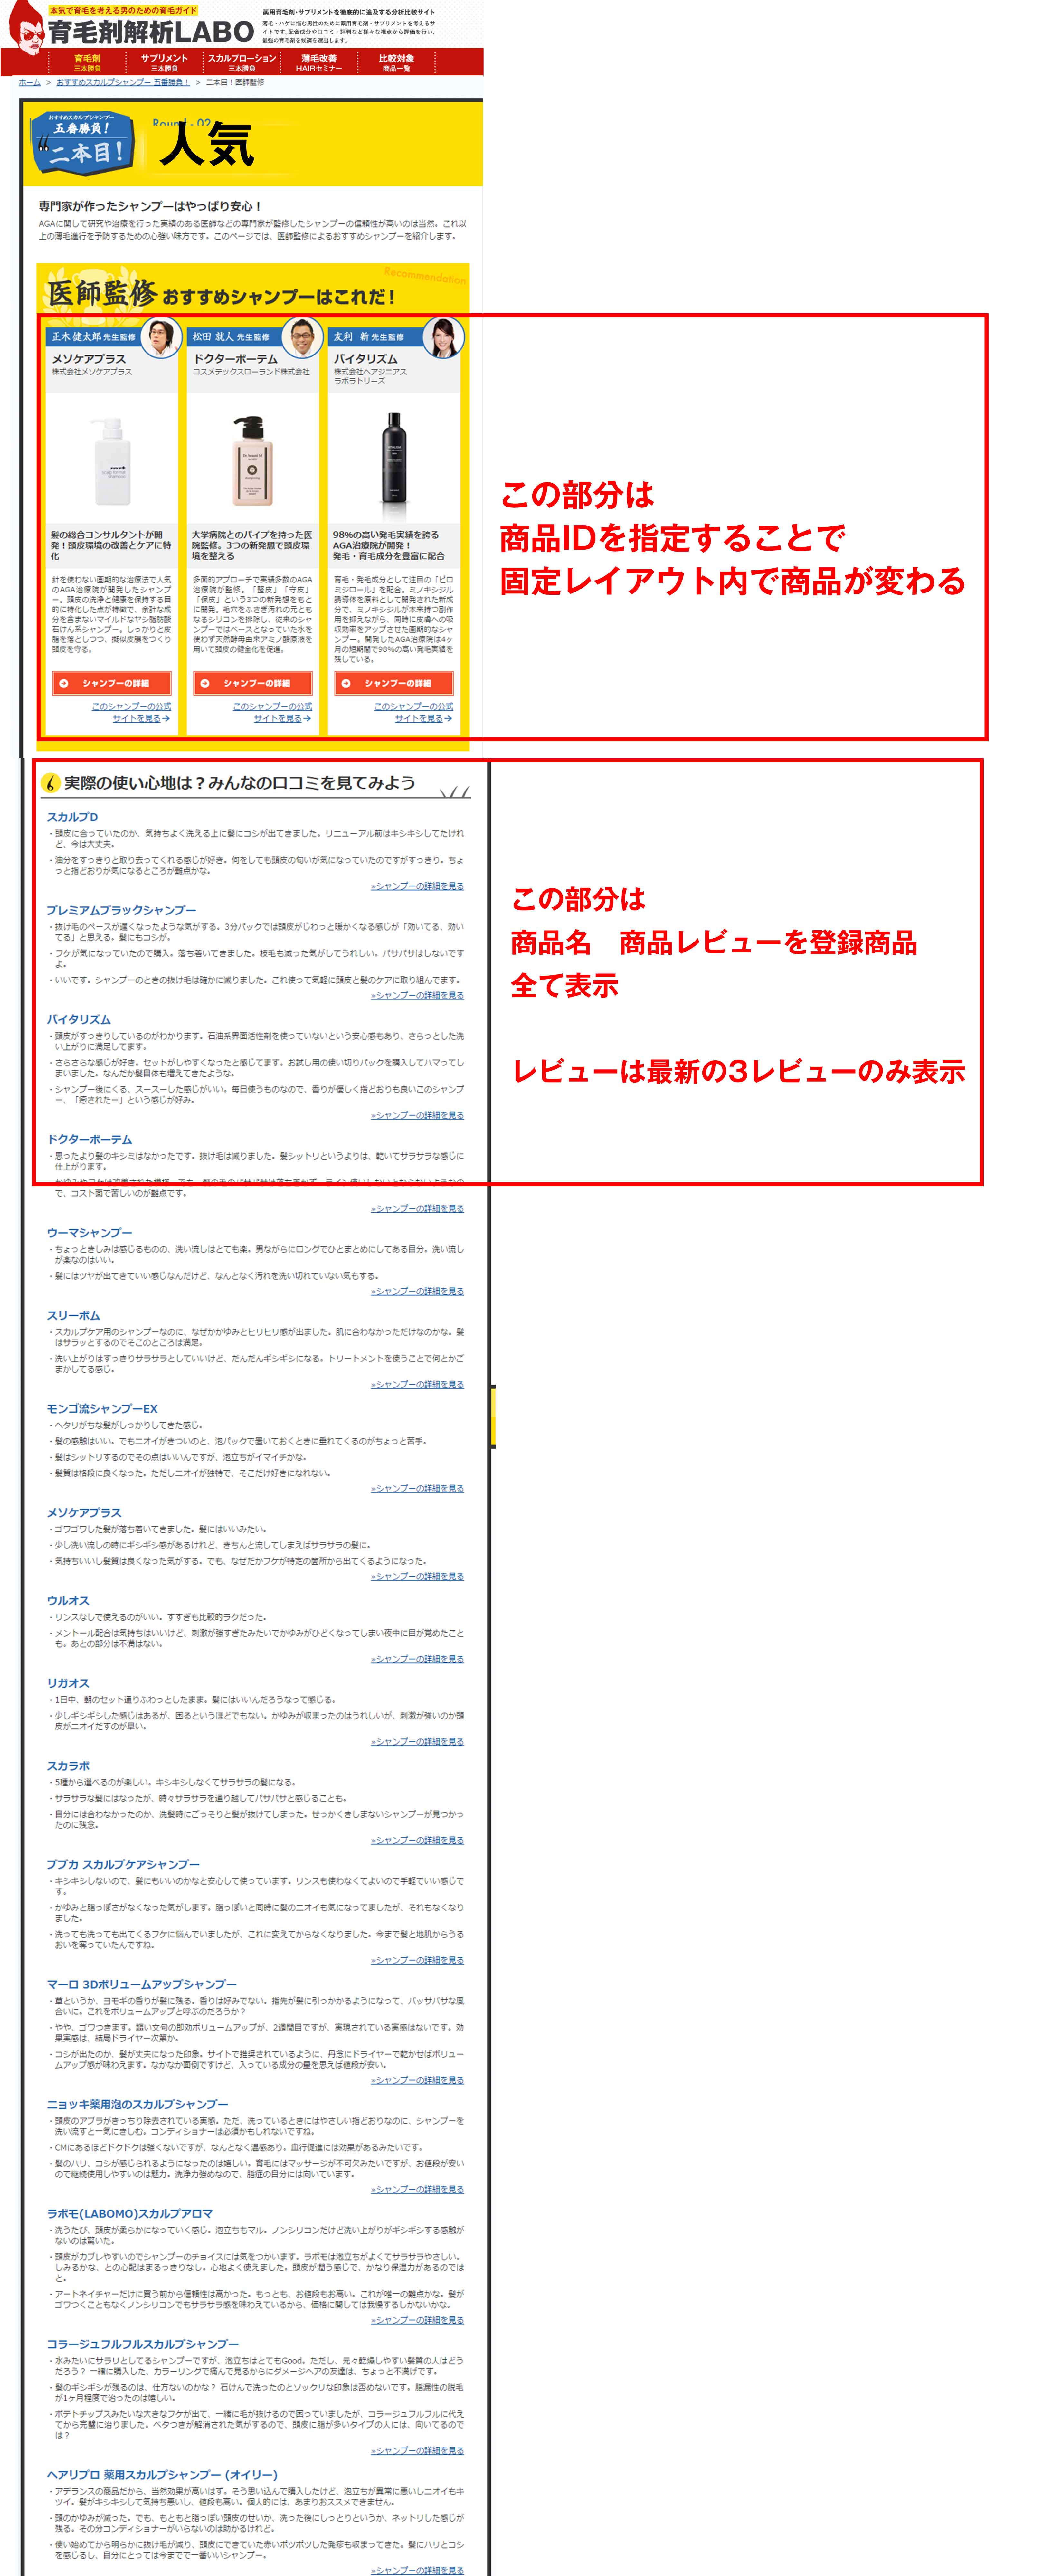 本気で育毛を考える男のための育毛ガイド
育毛剤解析LABO
薬用育毛剤・サプリメントを徹底的に追及する分析比較サイト
薄毛・ハゲに悩む男性のために薬用育毛剤・サプリメントを考えるサ
イトです。配合成分や口コミ・評判など様々な視点から評価を行い、
最強の育毛剤を候補を選出します。
育毛剤
三本勝負
サプリメント
三本勝負
スカルプローション
三本勝負
薄毛改善
HAIRセミナー
比較対象
商品一覧
ホーム > おすすめスカルプシャンプー 五番勝負! > 二本目!医師監修
おすすめスカルプシャンプー
五番勝負!
二本目!
Round - 02
人気
専門家が作ったシャンプーはやっぱり安心!
AGAに関して研究や治療を行った実績のある医師などの専門家が監修したシャンプーの信頼性が高いのは当然。これ以
上の薄毛進行を予防するための心強い味方です。このページでは、医師監修によるおすすめシャンプーを紹介します。
Recommendation
医師監修おすすめシャンプーはこれだ!
正木 健太郎 先生監修
メソケアプラス
株式会社メソケアプラス
髪の総合コンサルタントが開
発!頭皮環境の改善とケアに特
化
針を使わない画期的な治療法で人気
のAGA治療院が開発したシャンプ
ー。頭皮の洗浄と健康を保持する目
的に特化した点が特徴で、余計な成
分を含まないマイルドなヤシ脂肪酸
石けん系シャンプー。しっかりと皮
脂を落としつつ、擬似皮膜をつくり
頭皮を守る。
シャンプーの詳細
このシャンプーの公式
サイトを見る→
松田 就人 先生監修
ドクターボーテム
コスメテックスローランド株式会社
大学病院とのパイプを持った医
院監修。3つの新発想で頭皮環
境を整える
多面的アプローチで実績多数のAGA
治療院が監修。「整皮」「守皮」
「保皮」という3つの新発想をもと
に開発。毛穴をふさぎ汚れの元とも
なるシリコンを排除し、従来のシャ
ンプーではベースとなっていた水を
使わず天然酵母由来アミノ酸原液を
用いて頭皮の健全化を促進。
シャンプーの詳細
このシャンプーの公式
サイトを見る→
友利 新 先生監修
バイタリズム
株式会社ヘアジニアス
ラボラトリーズ
98%の高い発毛実績を誇る
AGA治療院が開発!
発毛・育毛成分を豊富に配合
育毛・発毛成分として注目の「ピロ
ミジロール」を配合。ミノキシジル
誘導体を原料として開発された新成
分で、ミノキシジルが本来持つ副作
用を抑えながら、同時に皮膚への吸
収効率をアップさせた画期的なシャ
ンプー。開発したAGA治療院は4ヶ
月の短期間で98%の高い発毛実績を
残している。
シャンプーの詳細
このシャンプーの公式
サイトを見る→
この部分は
商品IDを指定することで
固定レイアウト内で商品が変わる
6 実際の使い心地は?みんなの口コミを見てみよう
スカルプD
・頭皮に合っていたのか、気持ちよく洗える上に髪にコシが出てきました。リニューアル前はキシキシしてたけれ
ど、今は大丈夫。
・油分をすっきりと取り去ってくれる感じが好き。何をしても頭皮の匂いが気になっていたのですがすっきり。ちょ
っと指どおりが気になるところが難点かな。
»シャンプーの詳細を見る
プレミアムブラックシャンプー
・抜け毛のペースが遅くなったような気がする。3分パックでは頭皮がじわっと暖かくなる感じが「効いてる、効い
てる」と思える。髪にもコシが。
・フケが気になっていたので購入。落ち着いてきました。枝毛も減った気がしてうれしい。パサパサはしないです
よ。
・いいです。シャンプーのときの抜け毛は確かに減りました。これ使って気軽に頭皮と髪のケアに取り組んでます。
»シャンプーの詳細を見る
バイタリズム
・頭皮がすっきりしているのがわかります。石油系界面活性剤を使っていないという安心感もあり、さらっとした洗
い上がりに満足してます。
・さらさらな感じが好き。セットがしやすくなったと感じてます。お試し用の使い切りパックを購入してハマってし
まいました。なんだか髪自体も増えてきたような。
・シャンプー後にくる、スースーした感じがいい。毎日使うものなので、香りが優しく指どおりも良いこのシャンプ
ー、「癒されたー」という感じが好み。
»シャンプーの詳細を見る
この部分は
商品名 商品レビューを登録商品
全て表示
レビューは最新の3レビューのみ表示
ドクターボーテム
・思ったより髪のキシミはなかったです。抜け毛は減りました。髪シットリというよりは、乾いてサラサラな感じに
仕上がります。
で、コスト面で苦しいのが難点です。
»シャンプーの詳細を見る
ウーマシャンプー
・ちょっときしみは感じるものの、洗い流しはとても楽。男ながらにロングでひとまとめにしてある自分。洗い流し
が楽なのはいい。
・髪にはツヤが出てきていい感じなんだけど、なんとなく汚れを洗い切れていない気もする。
»シャンプーの詳細を見る
スリーボム
・スカルプケア用のシャンプーなのに、なぜかかゆみとヒリヒリ感が出ました。肌に合わなかっただけなのかな。髪
はサラッとするのでそこのところは満足。
・洗い上がりはすっきりサラサラとしていいけど、だんだんギシギシになる。トリートメントを使うことで何とかご
まかしてる感じ。
»シャンプーの詳細を見る
モンゴ流シャンプーEX
・ヘタリがちな髪がしっかりしてきた感じ。
・髪の感触はいい。でもニオイがきついのと、泡パックで置いておくときに垂れてくるのがちょっと苦手。
・髪はシットリするのでその点はいいんですが、泡立ちがイマイチかな。
・髪質は格段に良くなった。ただしニオイが独特で、そこだけ好きになれない。
»シャンプーの詳細を見る
メソケアプラス
・ゴワゴワした髪が落ち着いてきました。髪にはいいみたい。
・少し洗い流しの時にギシギシ感があるけれど、きちんと流してしまえばサラサラの髪に。
・気持ちいいし髪質は良くなった気がする。でも、なぜだかフケが特定の箇所から出てくるようになった。
»シャンプーの詳細を見る
ウルオス
・リンスなしで使えるのがいい。すすぎも比較的ラクだった。
・メントール配合は気持ちはいいけど、刺激が強すぎたみたいでかゆみがひどくなってしまい夜中に目が覚めたこと
も。あとの部分は不満はない。
»シャンプーの詳細を見る
リガオス
・1日中、朝のセット通りふわっとしたまま。髪にはいいんだろうなって感じる。
・少しギシギシした感じはあるが、困るというほどでもない。かゆみが収まったのはうれしいが、刺激が強いのか頭
皮がニオイだすのが早い。
»シャンプーの詳細を見る
スカラボ
・5種から選べるのが楽しい。キシキシしなくてサラサラの髪になる。
・サラサラな髪にはなったが、時々サラサラを通り越してパサパサと感じることも。
・自分には合わなかったのか、洗髪時にごっそりと髪が抜けてしまった。せっかくきしまないシャンプーが見つかっ
たのに残念。
»シャンプーの詳細を見る
ブブカ スカルプケアシャンプー
・キシキシしないので、髪にもいいのかなと安心して使っています。リンスも使わなくてよいので手軽でいい感じで
す。
・かゆみと脂っぽさがなくなった気がします。脂っぽいと同時に髪のニオイも気になってましたが、それもなくなり
ました。
・洗っても洗っても出てくるフケに悩んでいましたが、これに変えてからなくなりました。今まで髪と地肌からうる
おいを奪っていたんですね。
»シャンプーの詳細を見る
マーロ 3Dボリュームアップシャンプー
・草というか、ヨモギの香りが髪に残る。香りは好みでない。指先が髪に引っかかるようになって、バッサバサな風
合いに。これをボリュームアップと呼ぶのだろうか?
・やや、ゴワつきます。謳い文句の即効ボリュームアップが、2週間目ですが、実現されている実感はないです。効
果実感は、結局ドライヤー次第か。
・コシが出たのか、髪が丈夫になった印象。サイトで推奨されているように、丹念にドライヤーで乾かせばボリュー
ムアップ感が味わえます。なかなか面倒ですけど、入っている成分の量を思えば値段が安い。
»シャンプーの詳細を見る
ニョッキ薬用泡のスカルプシャンプー
・頭皮のアブラがきっちり除去されている実感。ただ、洗っているときにはやさしい指どおりなのに、シャンプーを
洗い流すと一気にきしむ。コンディショナーは必須かもしれないですね。
・CMにあるほどドクドクは強くないですが、なんとなく温感あり。血行促進には効果があるみたいです。
・髪のハリ、コシが感じられるようになったのは嬉しい。育毛にはマッサージが不可欠みたいですが、お値段が安い
ので継続使用しやすいのは魅力。洗浄力強めなので、脂症の自分には向いています。
»シャンプーの詳細を見る
ラボモ(LABOMO)スカルプアロマ
・洗うたび、頭皮が柔らかになっていく感じ。泡立ちもマル。ノンシリコンだけど洗い上がりがギシギシする感触が
ないのは驚いた。
・頭皮がカブレやすいのでシャンプーのチョイスには気をつかいます。ラボモは泡立ちがよくてサラサラやさしい。
しみるかな、との心配はまるっきりなし。心地よく使えました。頭皮が潤う感じで、かなり保湿力があるのでは
と。
・アートネイチャーだけに買う前から信頼性は高かった。もっとも、お値段もお高い。これが唯一の難点かな。髪が
ゴワつくこともなくノンシリコンでもサラサラ感を味わえているから、価格に関しては我慢するしかないかな。
»シャンプーの詳細を見る
コラージュフルフルスカルプシャンプー
・水みたいにサラリとしてるシャンプーですが、泡立ちはとてもGood。ただし、元々乾燥しやすい髪質の人はどう
だろう? 一緒に購入した、カラーリングで痛んで見るからにダメージヘアの友達は、ちょっと不満げです。
・髪のギシギシが残るのは、仕方ないのかな? 石けんで洗ったのとソックリな印象は否めないです。脂漏性の脱毛
が1ヶ月程度で治ったのは嬉しい。
・ポテトチップスみたいな大きなフケが出て、一緒に毛が抜けるので困っていましたが、コラージュフルフルに代え
てから完璧に治りました。ベタつきが解消された気がするので、頭皮に脂が多いタイプの人には、向いてるので
は?
»シャンプーの詳細を見る
ヘアリプロ 薬用スカルプシャンプー (オイリー)
・アデランスの商品だから、当然効果が高いはず。そう思い込んで購入したけど、泡立ちが異常に悪いしニオイもキ
ツイ。髪がキシキシして気持ち悪いし、値段も高い。個人的には、あまりおススメできません。
・頭のかゆみが減った。でも、もともと脂っぽい頭皮のせいか、洗った後にしっとりというか、ネットリした感じが
残る。その分コンディショナーがいらないのは助かるけれど。
・使い始めてから明らかに抜け毛が減り、頭皮にできていた赤いポツポツした発疹も収まってきた。髪にハリとコシ
を感じるし、自分にとっては今までで一番いいシャンプー。
»シャンプーの詳細を見る